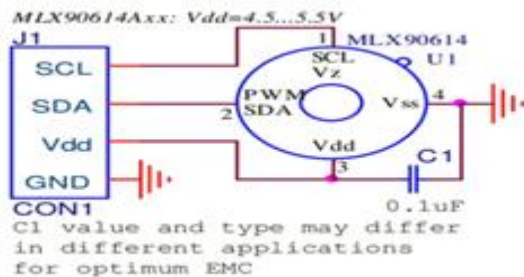 MLX90614Axx: Vdd=4.5...5.5V
J1
SCL
SDA
Vdd
GND
CON1
1
MLX90614
U1
SCL
Vz
PWM
SDA
2
Vss
4
Vdd
3
C1
0.1uF
C1 value and type may differ
in different applications
for optimum EMC